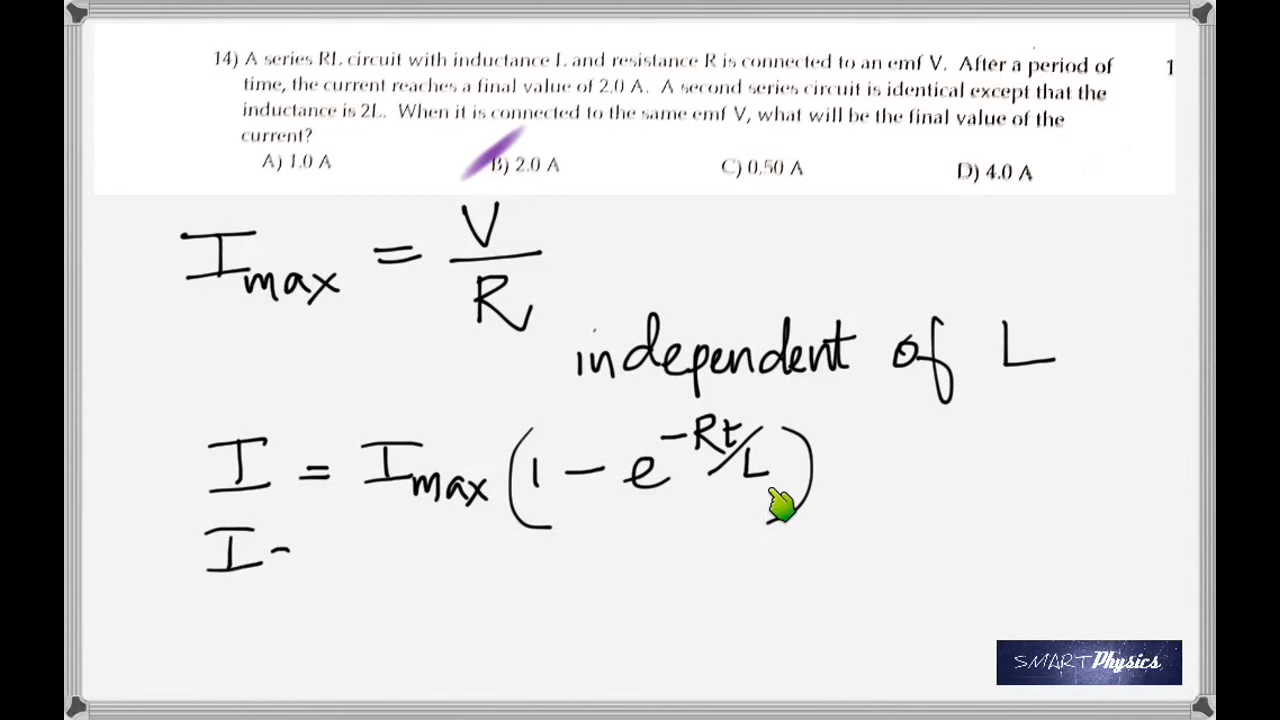 14) A series RL circuit with inductance L and resistance R is connected to an emf V. After a period of 1
time, the current reaches a final value of 2.0 A. A second series circuit is identical except that the
inductance is 2L. When it is connected to the same emf V, what will be the final value of the
current?
A) 1.0 A B) 2.0 A C) 0.50 A D) 4.0 A
I_max = V/R
independent of L
I = I_max (1 - e^{-Rt/L})
I -
SMART Physics